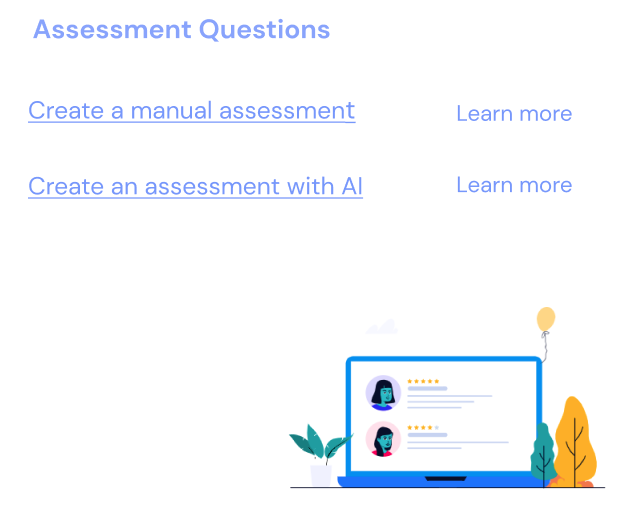 Assessment Questions
Create a manual assessment
Learn more
Create an assessment with AI
Learn more